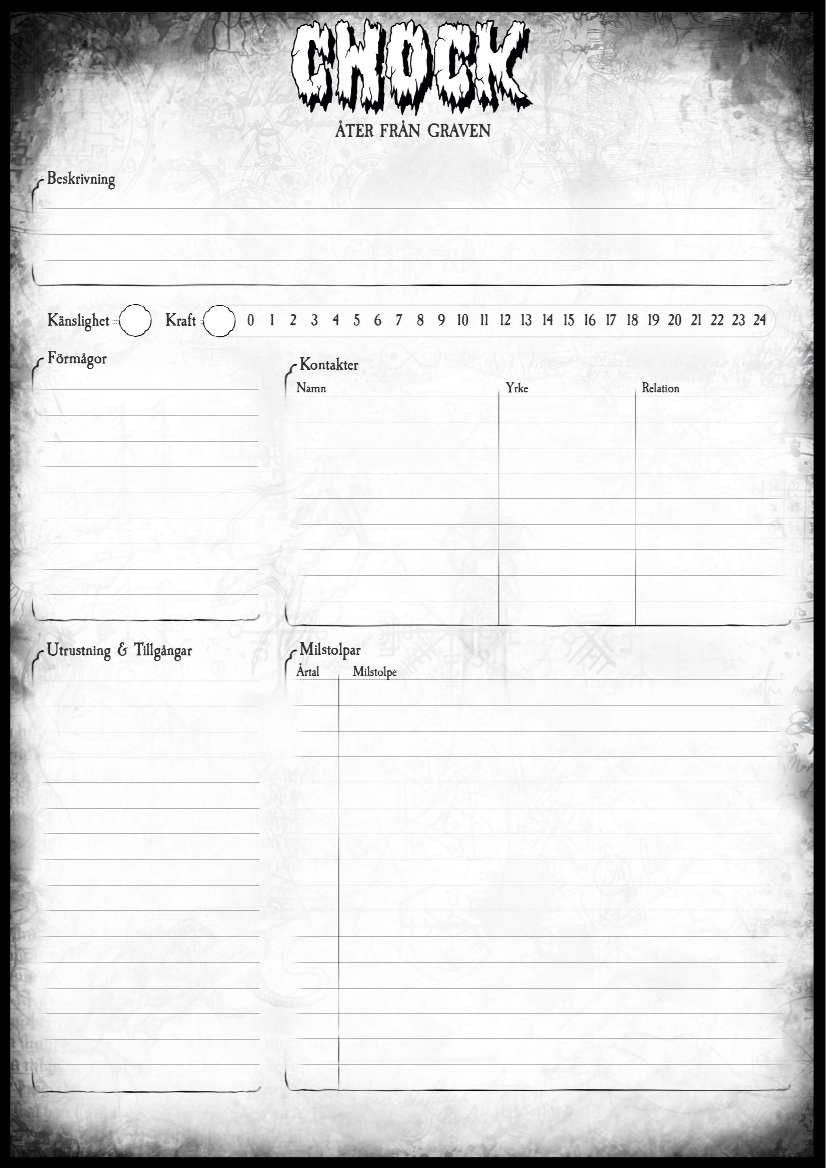 CHOCK
ÅTER FRÅN GRAVEN
Beskrivning
Känslighet
Kraft 0 1 2 3 4 5 6 7 8 9 10 11 12 13 14 15 16 17 18 19 20 21 22 23 24
Förmågor
Kontakter
Namn Yrke Relation
Utrustning & Tillgångar
Milstolpar
Årtal Milstolpe